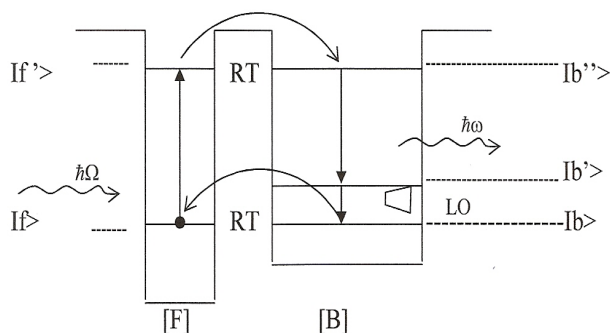 If'> RT Ib''>
ħω
Ib'>
ħΩ
LO
If> RT Ib>
[F] [B]